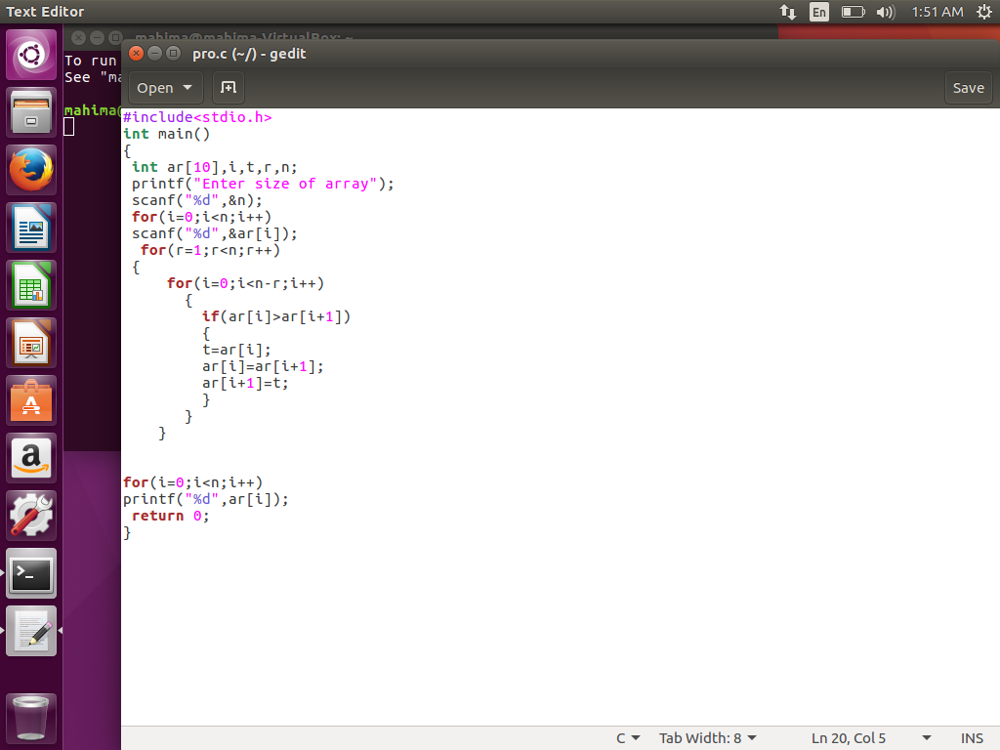 Text Editor
En
1:51 AM
mahima@mahima-VirtualBox: ~
To run
See "ma
mahima@
pro.c (~/) - gedit
Open
Save
#include<stdio.h>
int main()
{
 int ar[10],i,t,r,n;
 printf("Enter size of array");
 scanf("%d",&n);
 for(i=0;i<n;i++)
 scanf("%d",&ar[i]);
  for(r=1;r<n;r++)
 {
     for(i=0;i<n-r;i++)
       {
         if(ar[i]>ar[i+1])
         {
         t=ar[i];
         ar[i]=ar[i+1];
         ar[i+1]=t;
         }
       }
    }
for(i=0;i<n;i++)
printf("%d",ar[i]);
 return 0;
}
C
Tab Width: 8
Ln 20, Col 5
INS